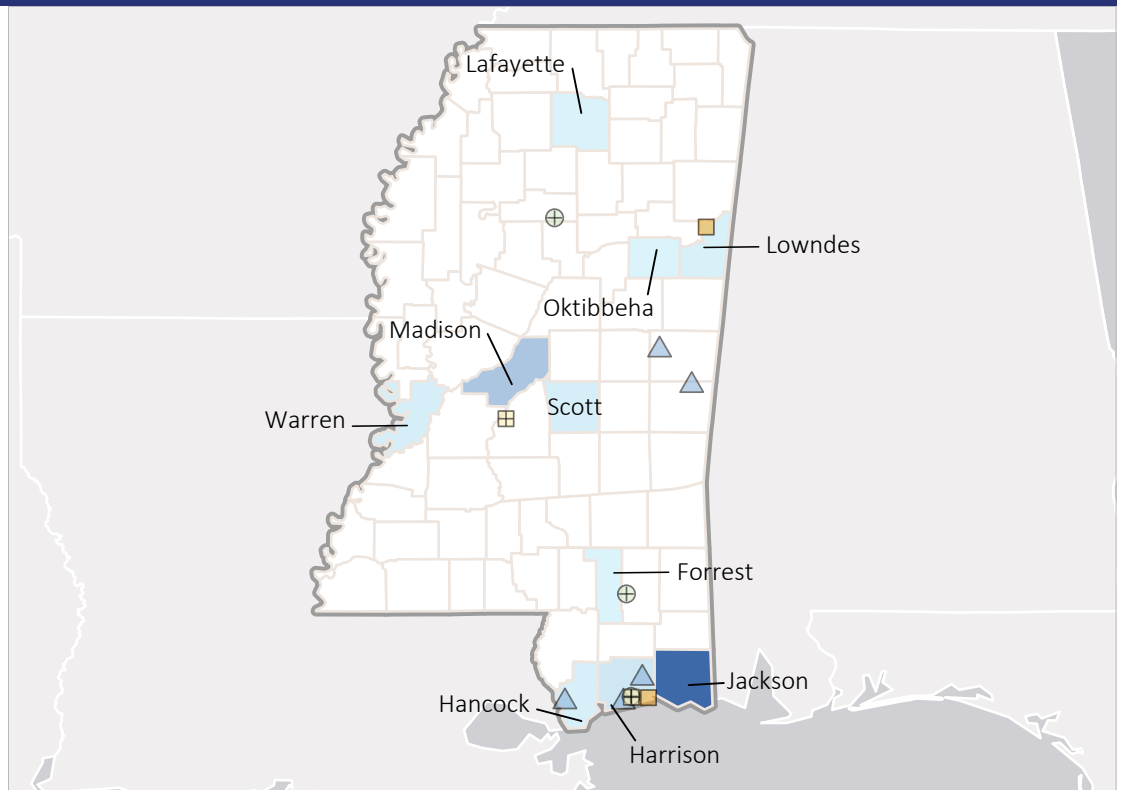 Lafayette
Lowndes
Oktibbeha
Madison
Scott
Warren
Forrest
Jackson
Hancock
Harrison